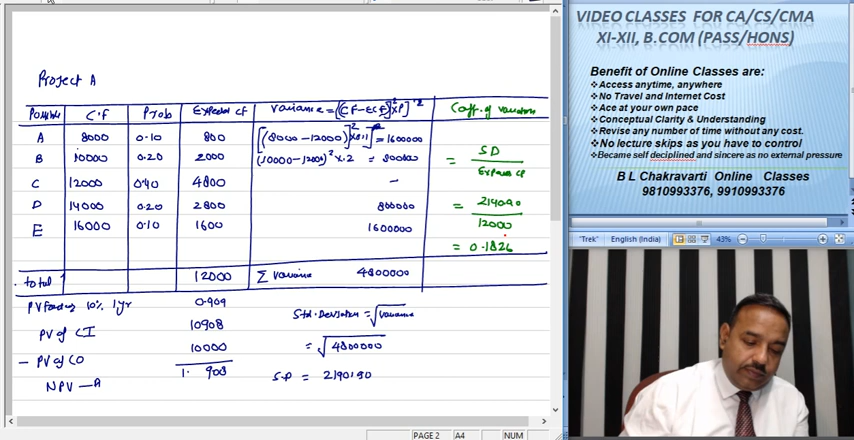 Project A
Possible C.F Prob Expected CF Variance = [(CF-ECF)²×P] Coeff. of variation
A 8000 0.10 800 [(8000-12000)²×0.1] = 1600000
B 10000 0.20 2000 (10000-1200)²×.2 = 800000
C 12000 0.40 4800 -
D 14000 0.20 2800 800000
E 16000 0.10 1600 1600000
= SD / Expected CF
= 2190.90 / 12000
= 0.1826
Total 12000 Σ Variance 4800000
PV Factor 10% 1yr 0.909
PV of CI 10908
- PV of CO 10000
NPV - A 908
Std. Deviation = √variance
= √4800000
S.D = 2190.90
VIDEO CLASSES FOR CA/CS/CMA
XI-XII, B.COM (PASS/HONS)
Benefit of Online Classes are:
❖Access anytime, anywhere
❖No Travel and Internet Cost
❖Ace at your own pace
❖Conceptual Clarity & Understanding
❖Revise any number of time without any cost.
❖No lecture skips as you have to control
❖Became self deciplined and sincere as no external pressure
B L Chakravarti Online Classes
9810993376, 9910993376
"Trek" English (India) 43%
PAGE 2 A4 NUM